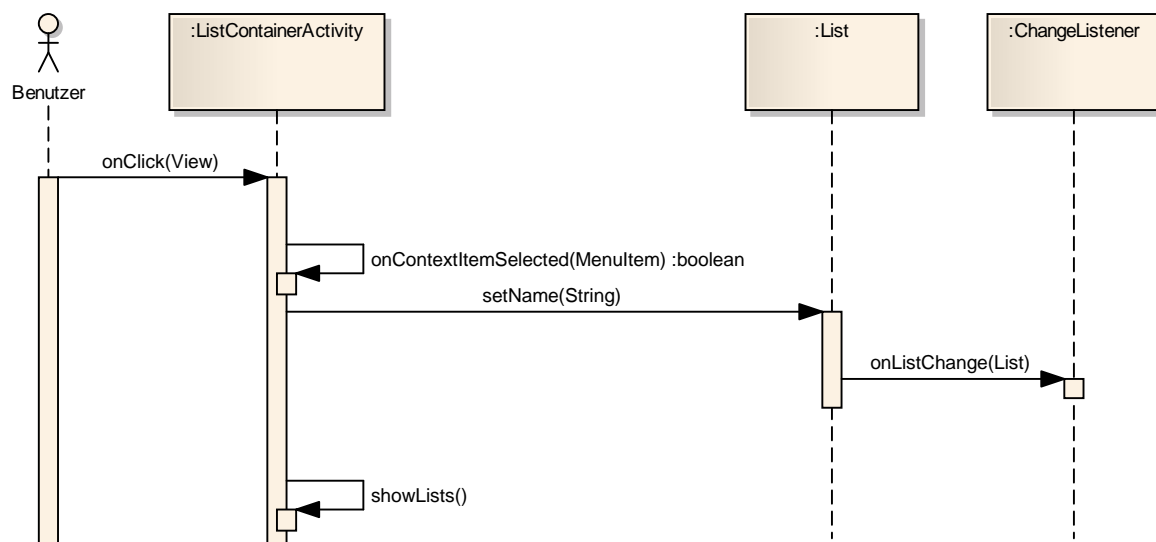 :ListContainerActivity
:List
:ChangeListener
Benutzer
onClick(View)
onContextItemSelected(MenuItem) :boolean
setName(String)
onListChange(List)
showLists()